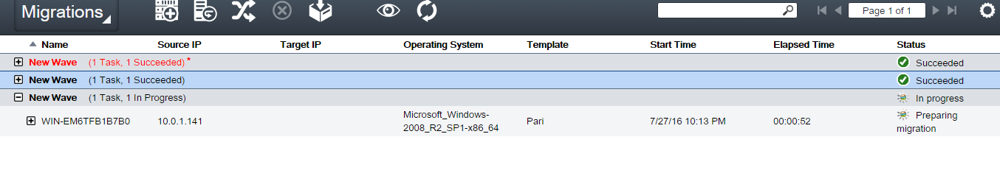 Migrations
Page 1 of 1
Name Source IP Target IP Operating System Template Start Time Elapsed Time Status
New Wave (1 Task, 1 Succeeded) * Succeeded
New Wave (1 Task, 1 Succeeded) Succeeded
New Wave (1 Task, 1 In Progress) In progress
WIN-EM6TFB1B7B0 10.0.1.141 Microsoft_Windows- Pari 7/27/16 10:13 PM 00:00:52 Preparing
2008_R2_SP1-x86_64 migration